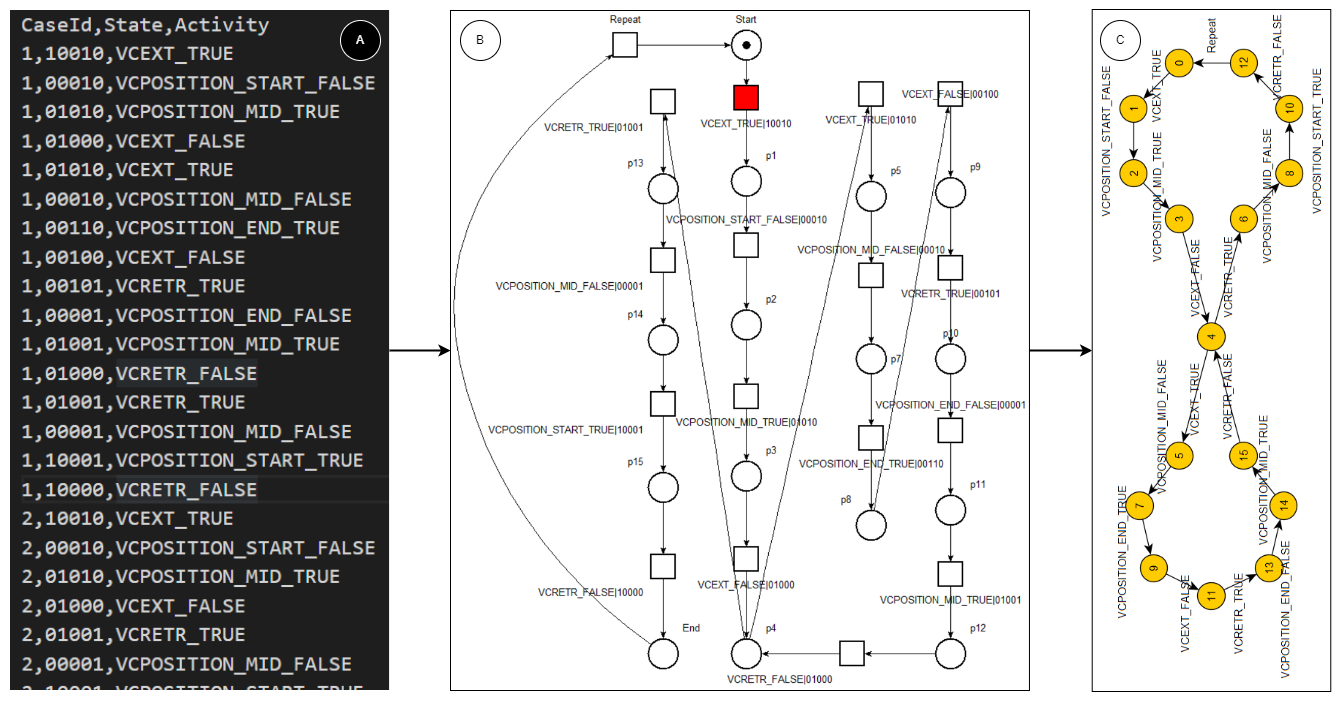 CaseId,State,Activity
1,10010,VCEXT_TRUE
1,00010,VCPOSITION_START_FALSE
1,01010,VCPOSITION_MID_TRUE
1,01000,VCEXT_FALSE
1,01010,VCEXT_TRUE
1,00010,VCPOSITION_MID_FALSE
1,00110,VCPOSITION_END_TRUE
1,00100,VCEXT_FALSE
1,00101,VCRETR_TRUE
1,00001,VCPOSITION_END_FALSE
1,01001,VCPOSITION_MID_TRUE
1,01000,VCRETR_FALSE
1,01001,VCRETR_TRUE
1,00001,VCPOSITION_MID_FALSE
1,10001,VCPOSITION_START_TRUE
1,10000,VCRETR_FALSE
2,10010,VCEXT_TRUE
2,00010,VCPOSITION_START_FALSE
2,01010,VCPOSITION_MID_TRUE
2,01000,VCEXT_FALSE
2,01001,VCRETR_TRUE
2,00001,VCPOSITION_MID_FALSE
2,10001,VCPOSITION_START_TRUE
A
B
Repeat
Start
VCRETR_TRUE|01001
p13
VCPOSITION_MID_FALSE|00001
p14
VCPOSITION_START_TRUE|10001
p15
VCRETR_FALSE|10000
End
VCEXT_TRUE|10010
p1
VCPOSITION_START_FALSE|00010
p2
VCPOSITION_MID_TRUE|01010
p3
VCEXT_FALSE|01000
p4
VCRETR_FALSE|01000
VCEXT_TRUE|01010
p5
VCPOSITION_MID_FALSE|00010
p7
VCPOSITION_END_TRUE|00110
p8
VCEXT_FALSE|00100
p9
VCRETR_TRUE|00101
p10
VCPOSITION_END_FALSE|00001
p11
VCPOSITION_MID_TRUE|01001
p12
C
0
VCEXT_TRUE
1
VCPOSITION_START_FALSE
2
VCPOSITION_MID_TRUE
3
VCEXT_FALSE
4
VCRETR_TRUE
6
VCPOSITION_MID_FALSE
8
VCPOSITION_START_TRUE
10
VCRETR_FALSE
12
Repeat
VCEXT_TRUE
5
VCPOSITION_MID_FALSE
7
VCPOSITION_END_TRUE
9
VCEXT_FALSE
11
VCRETR_TRUE
13
VCPOSITION_END_FALSE
14
VCPOSITION_MID_TRUE
15
VCRETR_FALSE